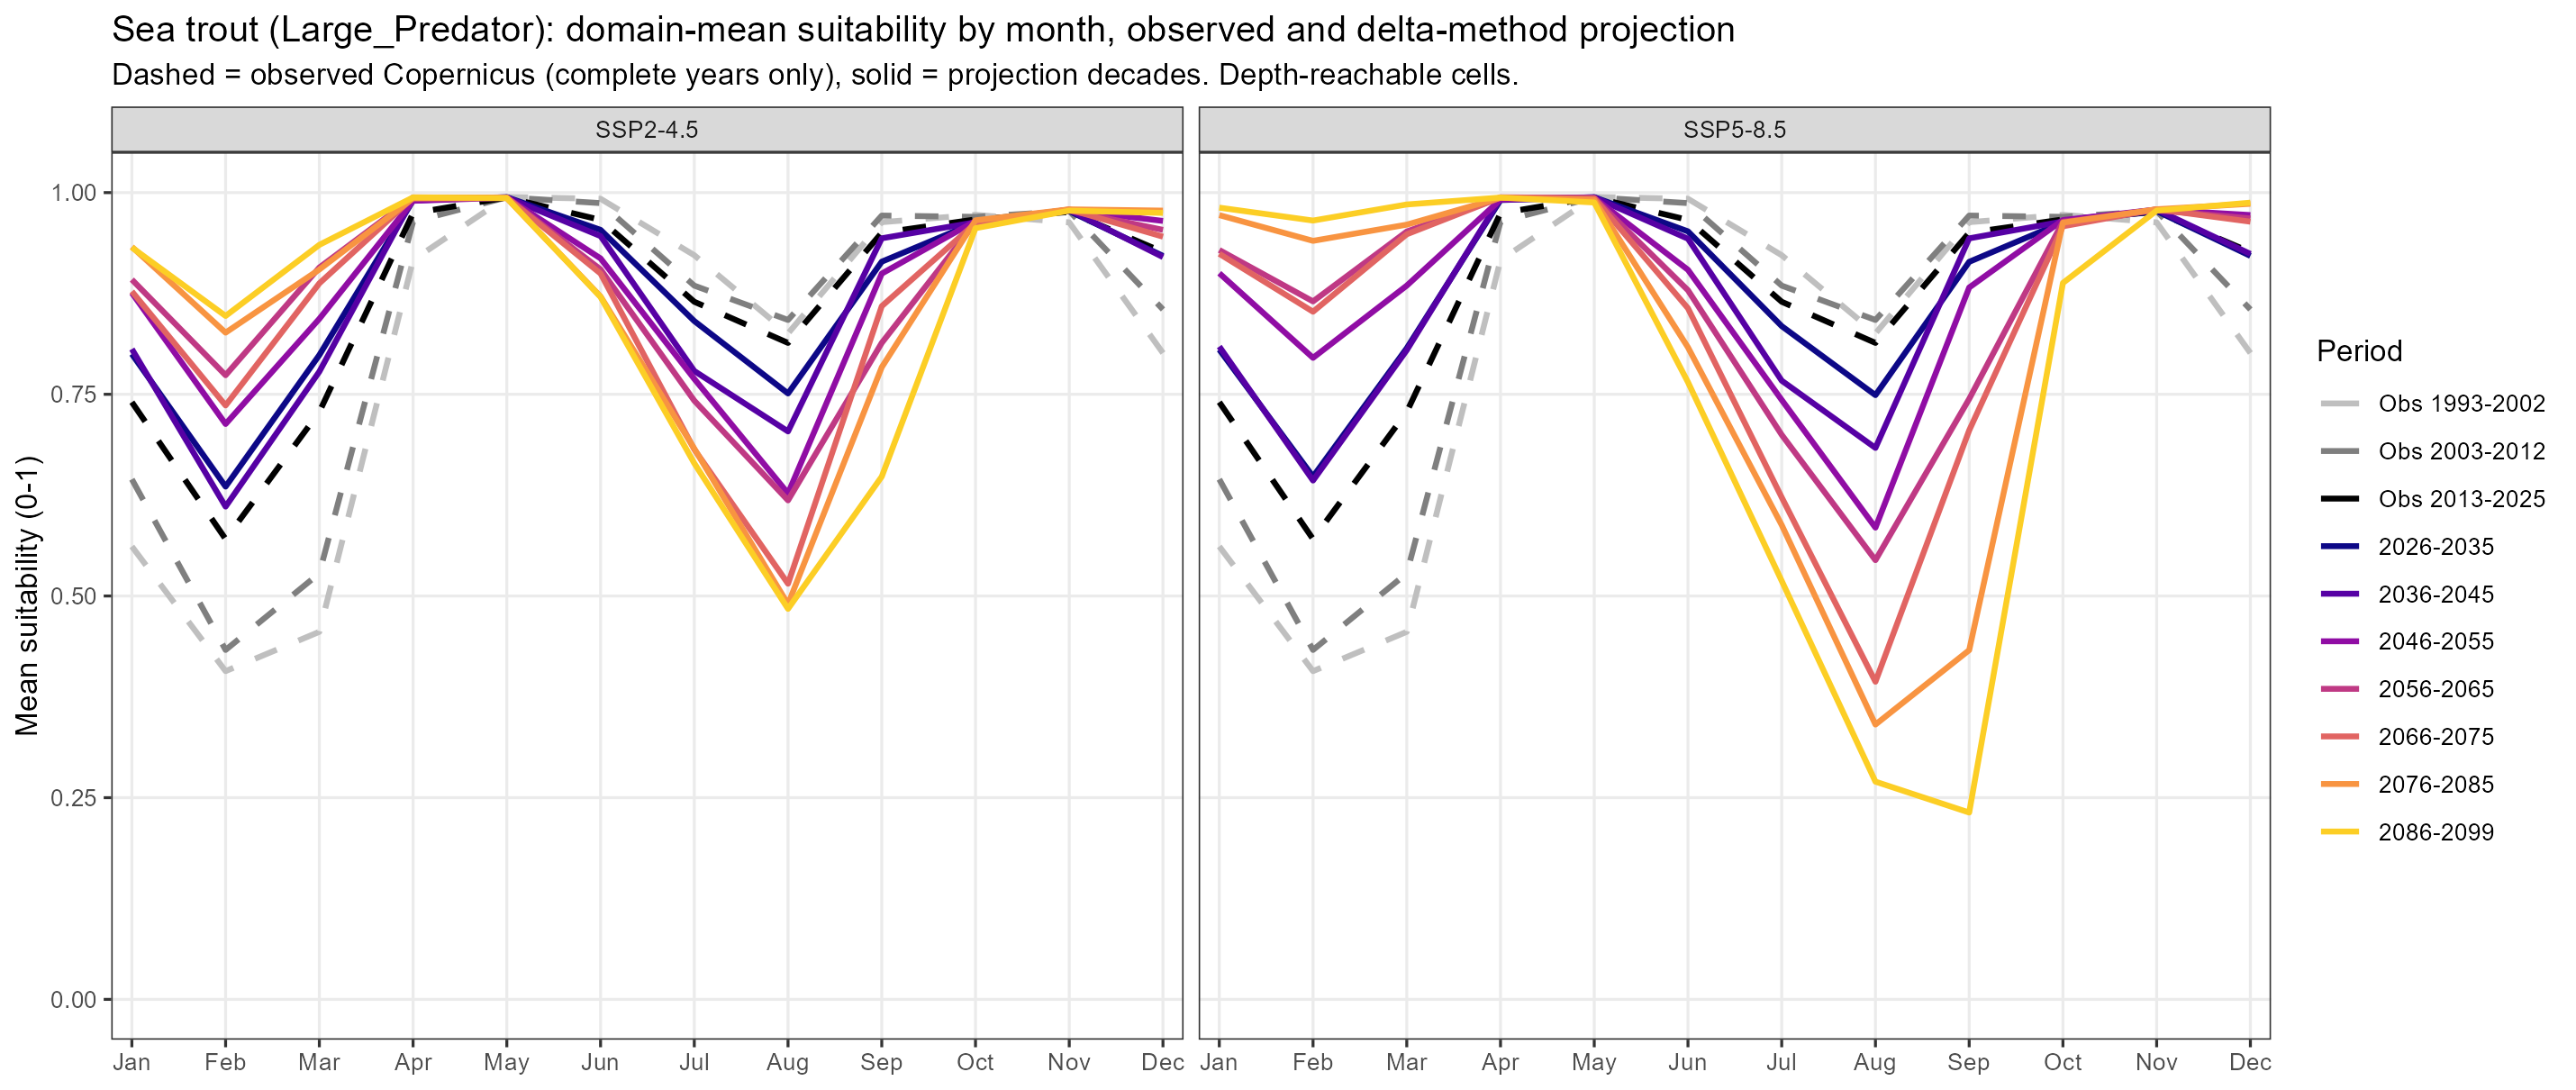 Sea trout (Large_Predator): domain-mean suitability by month, observed and delta-method projection
Dashed = observed Copernicus (complete years only), solid = projection decades. Depth-reachable cells.
SSP2-4.5
SSP5-8.5
Mean suitability (0-1)
1.00
0.75
0.50
0.25
0.00
Jan Feb Mar Apr May Jun Jul Aug Sep Oct Nov Dec
Jan Feb Mar Apr May Jun Jul Aug Sep Oct Nov Dec
Period
Obs 1993-2002
Obs 2003-2012
Obs 2013-2025
2026-2035
2036-2045
2046-2055
2056-2065
2066-2075
2076-2085
2086-2099